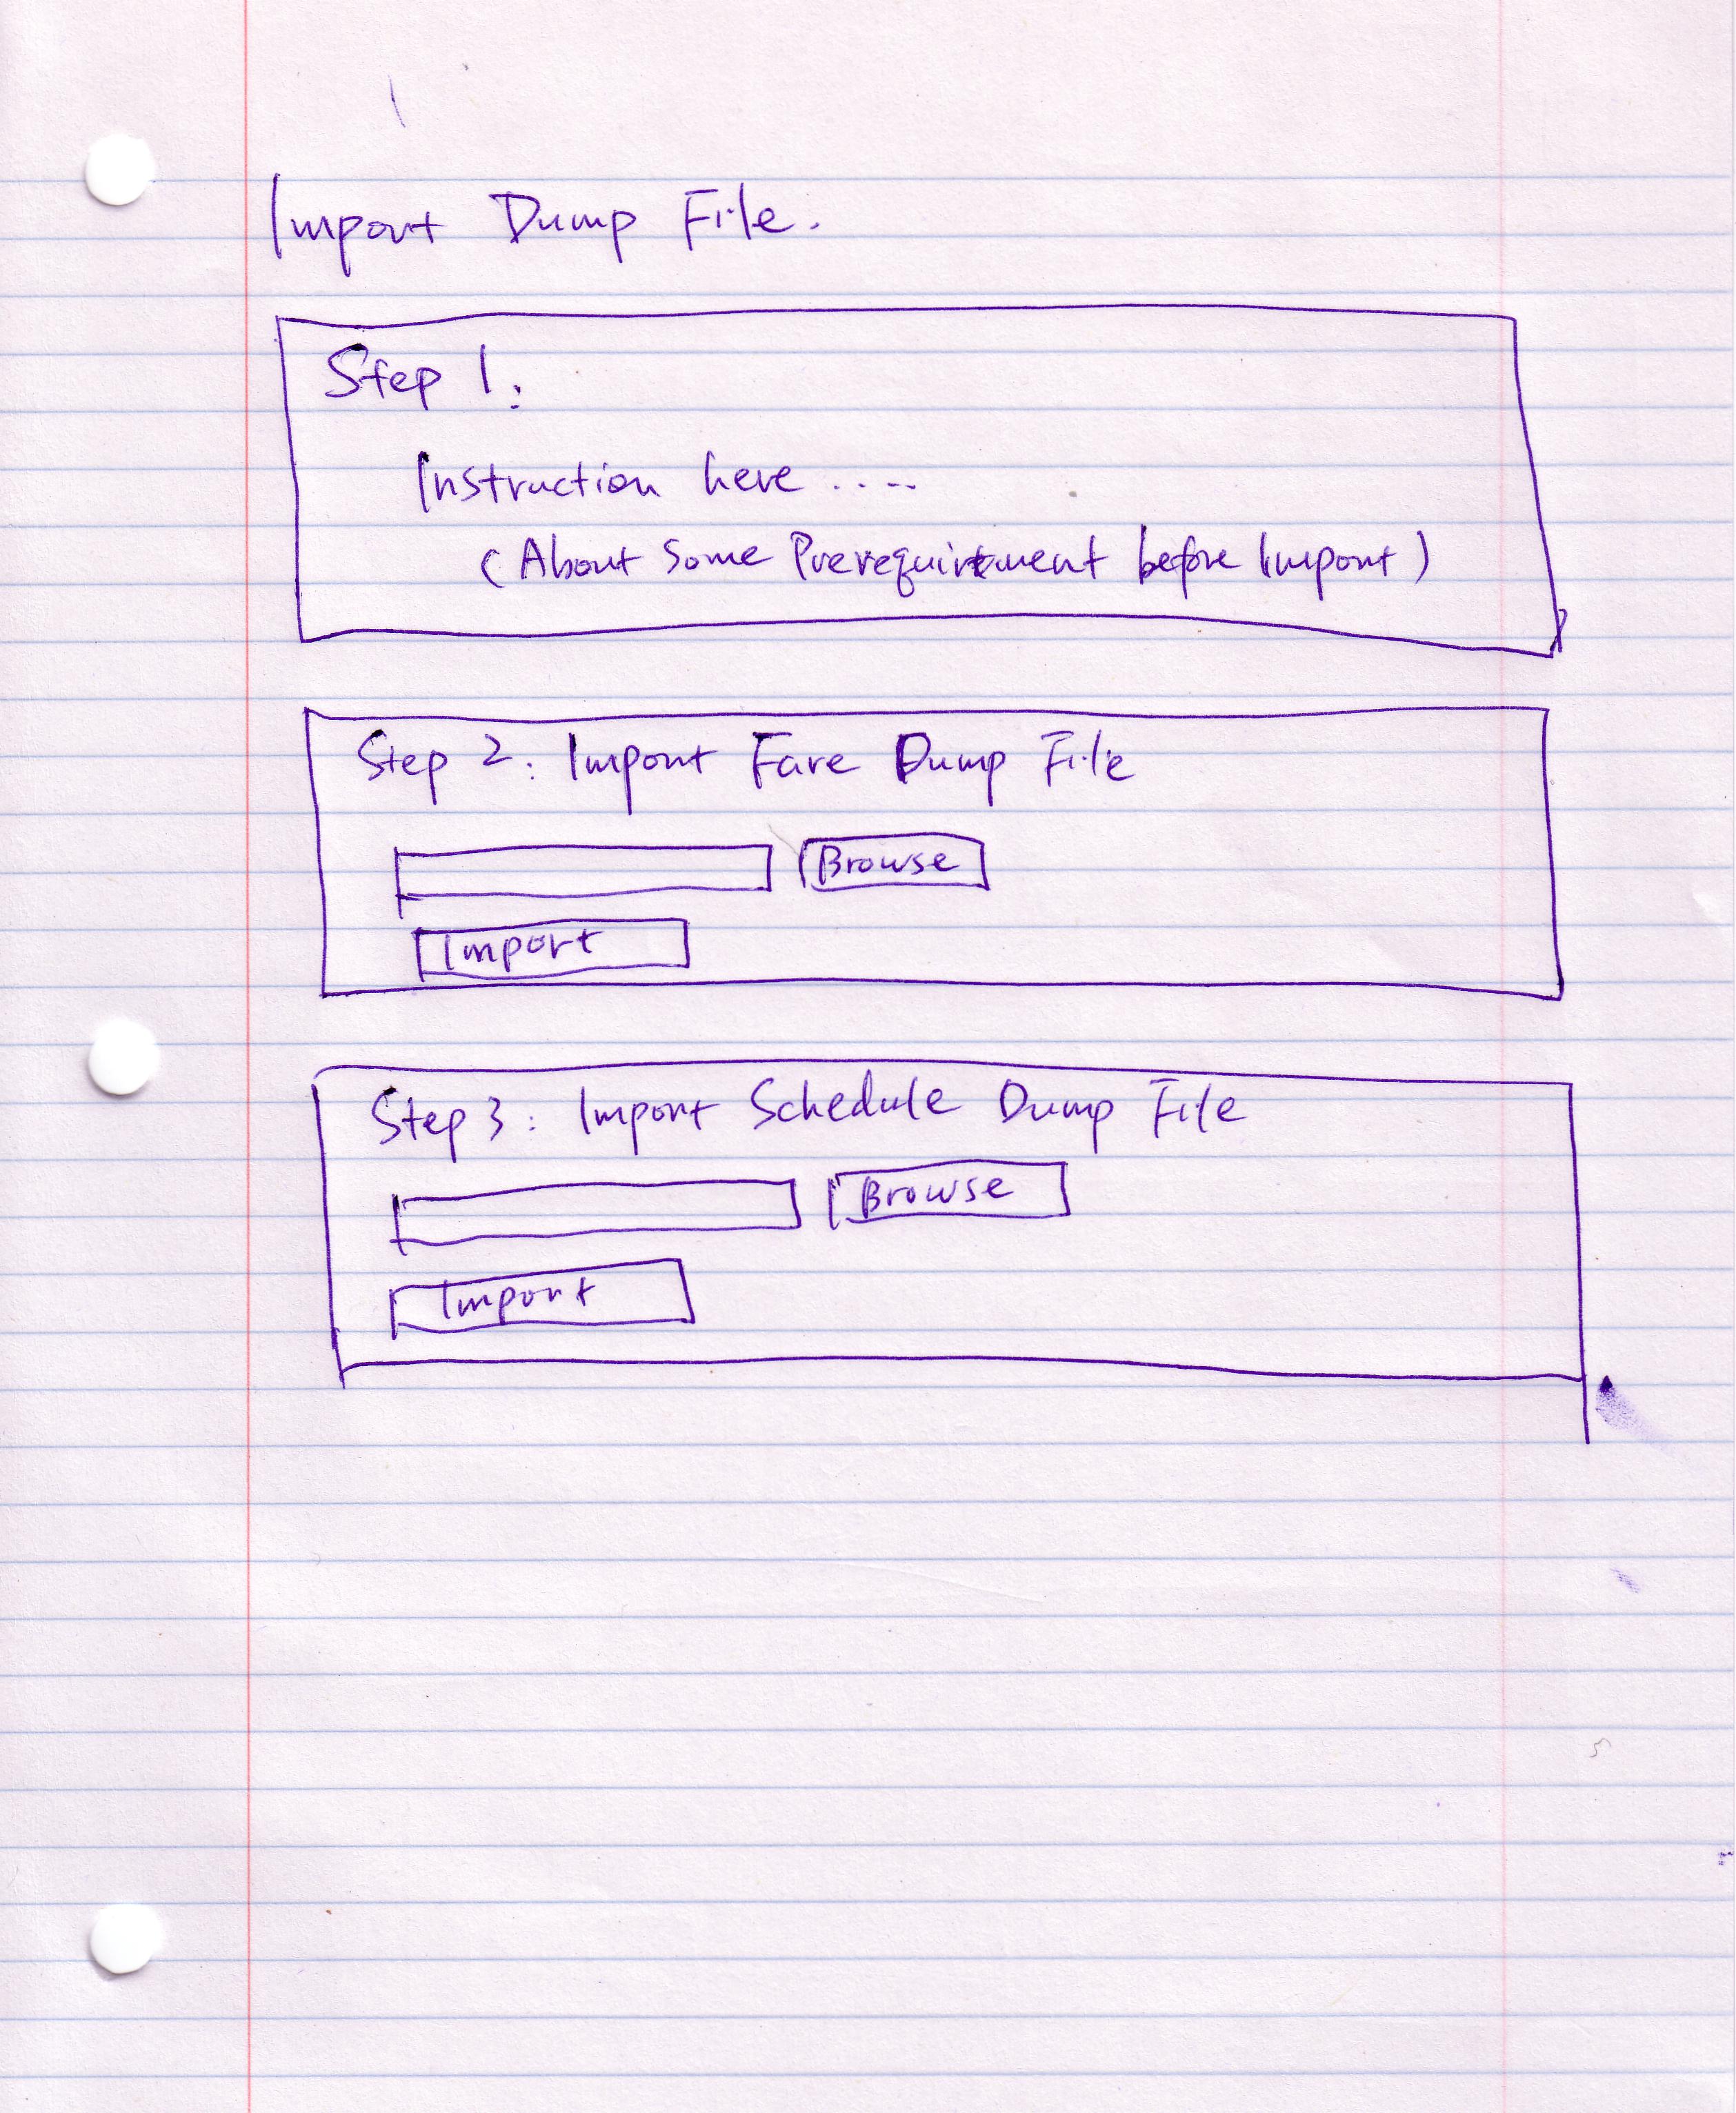 Import Dump File.
Step 1:
Instruction here ....
(About Some Prerequirement before Import)
Step 2: Import Fare Dump File
Browse
Import
Step 3: Import Schedule Dump File
Browse
Import